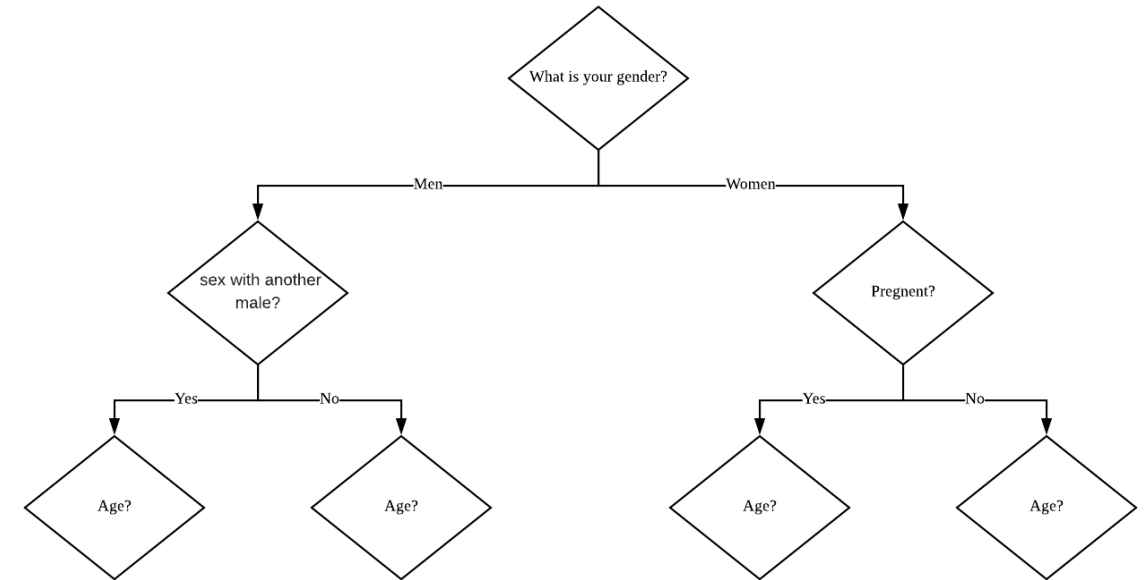 What is your gender?
Men
Women
sex with another
male?
Pregnent?
Yes
No
Yes
No
Age?
Age?
Age?
Age?